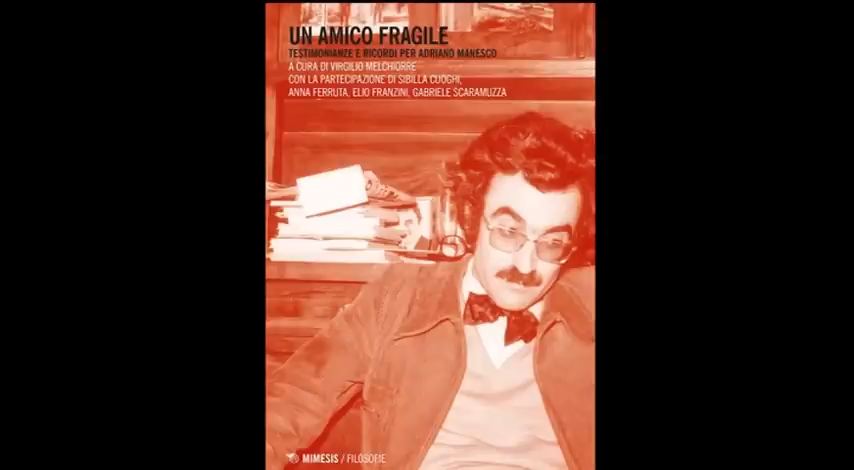 UN AMICO FRAGILE
TESTIMONIANZE E RICORDI PER ADRIANO MANESCO
A CURA DI VIRGILIO MELCHIORRE
CON LA PARTECIPAZIONE DI SIBILLA CUOGHI,
ANNA FERRUTA, ELIO FRANZINI, GABRIELE SCARAMUZZA
MIMESIS / FILOSOFIE